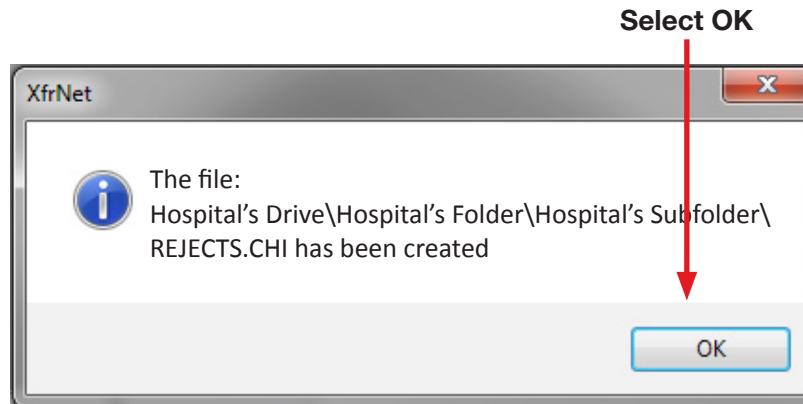 Select OK
XfrNet
The file:
Hospital’s Drive\Hospital’s Folder\Hospital’s Subfolder\
REJECTS.CHI has been created
OK